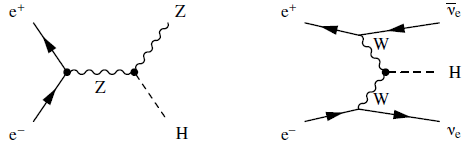 e⁺ Z
Z
e⁻ H
e⁺ ν̅ₑ
W
H
W
e⁻ νₑ